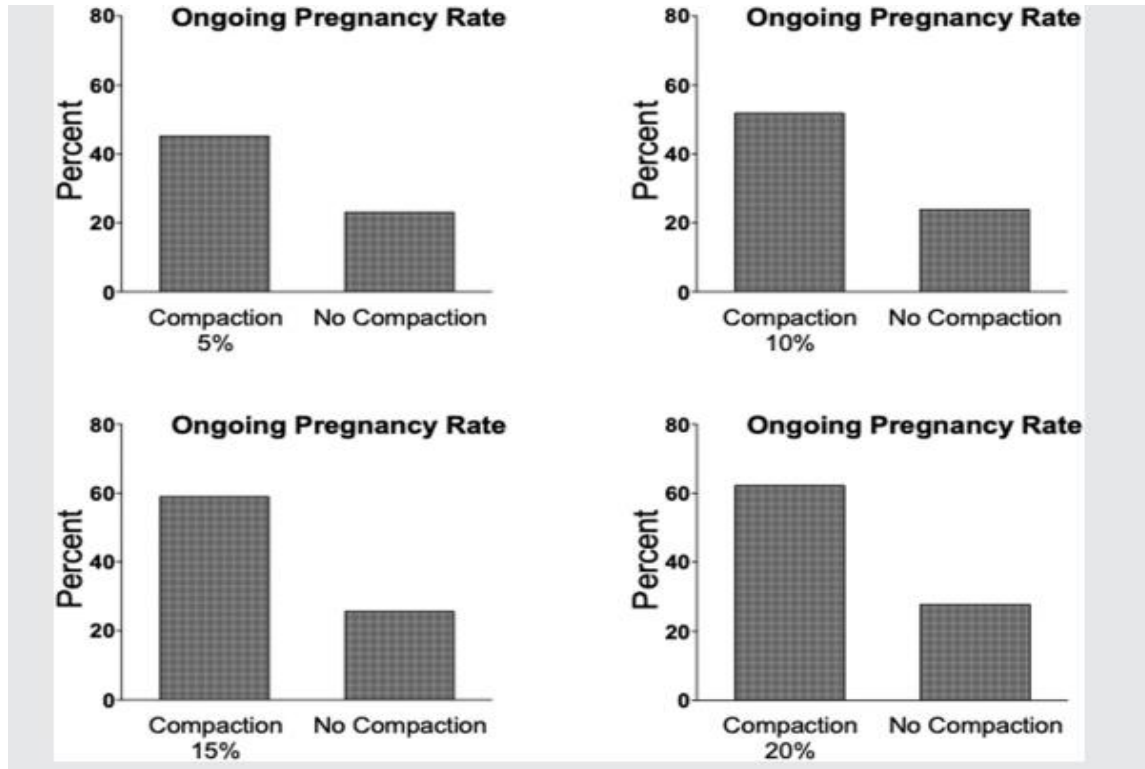 Ongoing Pregnancy Rate
80
60
40
20
0
Percent
Compaction No Compaction
5%
Ongoing Pregnancy Rate
80
60
40
20
0
Percent
Compaction No Compaction
10%
Ongoing Pregnancy Rate
80
60
40
20
0
Percent
Compaction No Compaction
15%
Ongoing Pregnancy Rate
80
60
40
20
0
Percent
Compaction No Compaction
20%